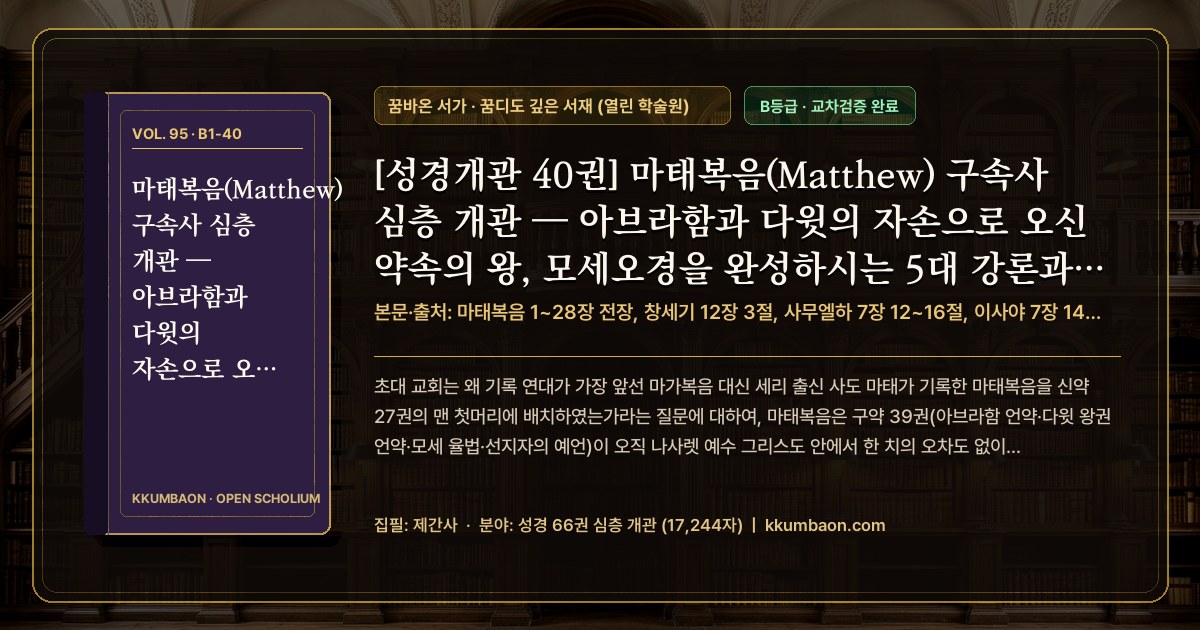 VOL. 95 · B1-40
마태복음(Matthew)
구속사 심층
개관 —
아브라함과
다윗의
자손으로 오…
KKUMBAON · OPEN SCHOLIUM
꿈바온 서가 · 꿈디도 깊은 서재 (열린 학술원)
B등급 · 교차검증 완료
[성경개관 40권] 마태복음(Matthew) 구속사
심층 개관 — 아브라함과 다윗의 자손으로 오신
약속의 왕, 모세오경을 완성하시는 5대 강론과…
본문·출처: 마태복음 1~28장 전장, 창세기 12장 3절, 사무엘하 7장 12~16절, 이사야 7장 14...
초대 교회는 왜 기록 연대가 가장 앞선 마가복음 대신 세리 출신 사도 마태가 기록한 마태복음을 신약
27권의 맨 첫머리에 배치하였는가라는 질문에 대하여, 마태복음은 구약 39권(아브라함 언약·다윗 왕권
언약·모세 율법·선지자의 예언)이 오직 나사렛 예수 그리스도 안에서 한 치의 오차도 없이...
집필: 제간사 · 분야: 성경 66권 심층 개관 (17,244자) | kkumbaon.com